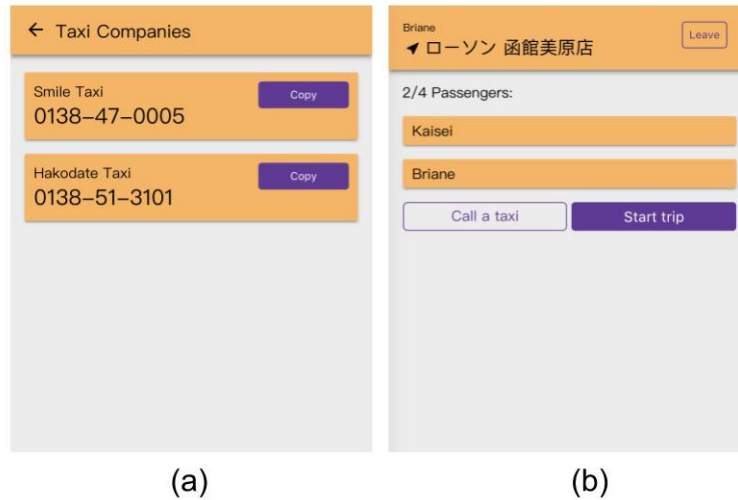 ← Taxi Companies
Smile Taxi
Copy
0138–47–0005
Hakodate Taxi
Copy
0138–51–3101
(a)
Briane
ローソン 函館美原店
Leave
2/4 Passengers:
Kaisei
Briane
Call a taxi
Start trip
(b)